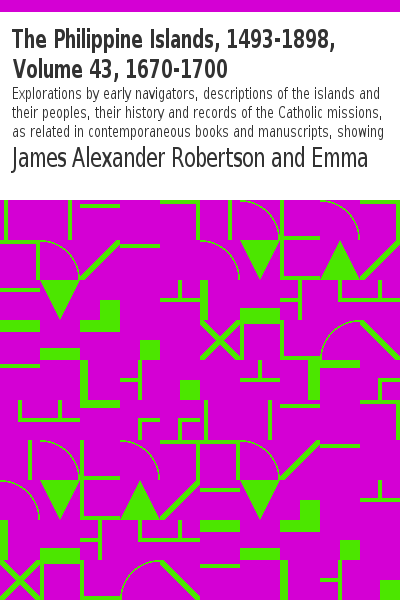 The Philippine Islands, 1493-1898,
Volume 43, 1670-1700
Explorations by early navigators, descriptions of the islands and
their peoples, their history and records of the Catholic missions,
as related in contemporaneous books and manuscripts, showing
James Alexander Robertson and Emma